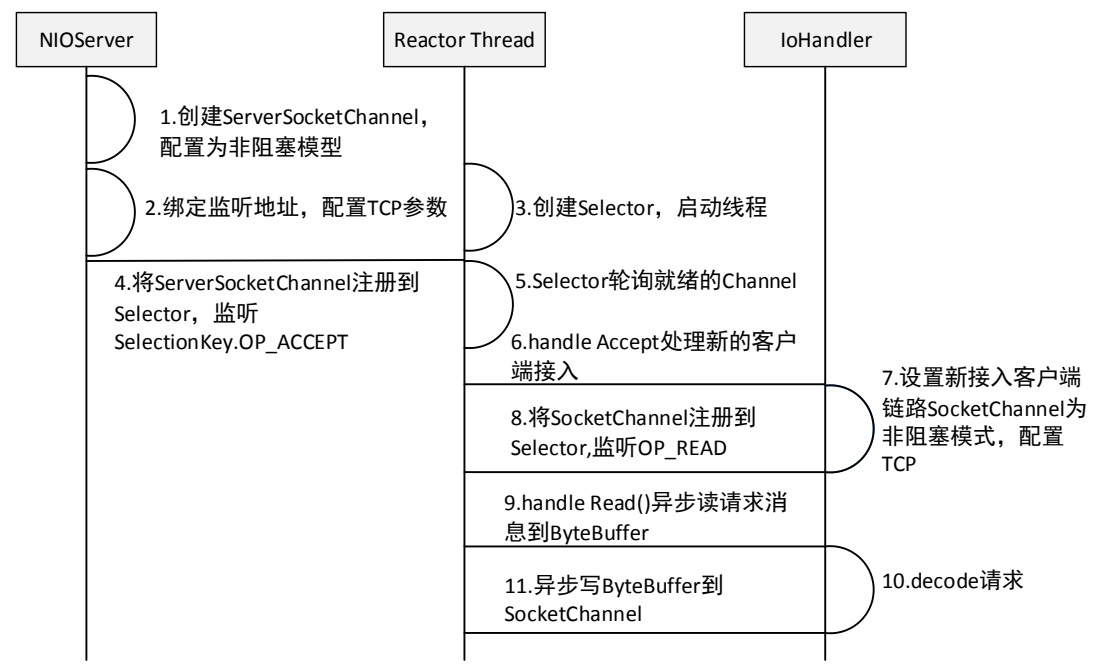 NIOServer
Reactor Thread
IoHandler
1.创建ServerSocketChannel，
配置为非阻塞模型
2.绑定监听地址，配置TCP参数
3.创建Selector，启动线程
4.将ServerSocketChannel注册到
Selector，监听
SelectionKey.OP_ACCEPT
5.Selector轮询就绪的Channel
6.handle Accept处理新的客户
端接入
7.设置新接入客户端
链路SocketChannel为
非阻塞模式，配置
TCP
8.将SocketChannel注册到
Selector,监听OP_READ
9.handle Read()异步读请求消
息到ByteBuffer
10.decode请求
11.异步写ByteBuffer到
SocketChannel